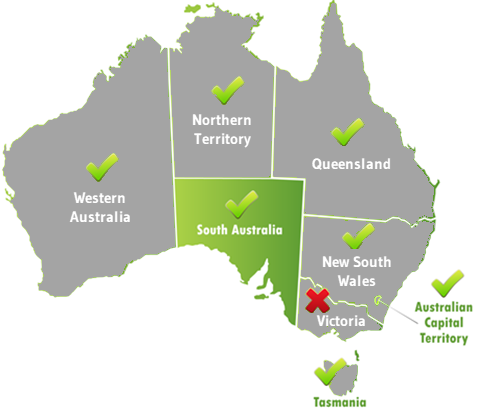 Northern
Territory
Queensland
Western
Australia
South Australia
New South
Wales
Australian
Capital
Territory
Victoria
Tasmania